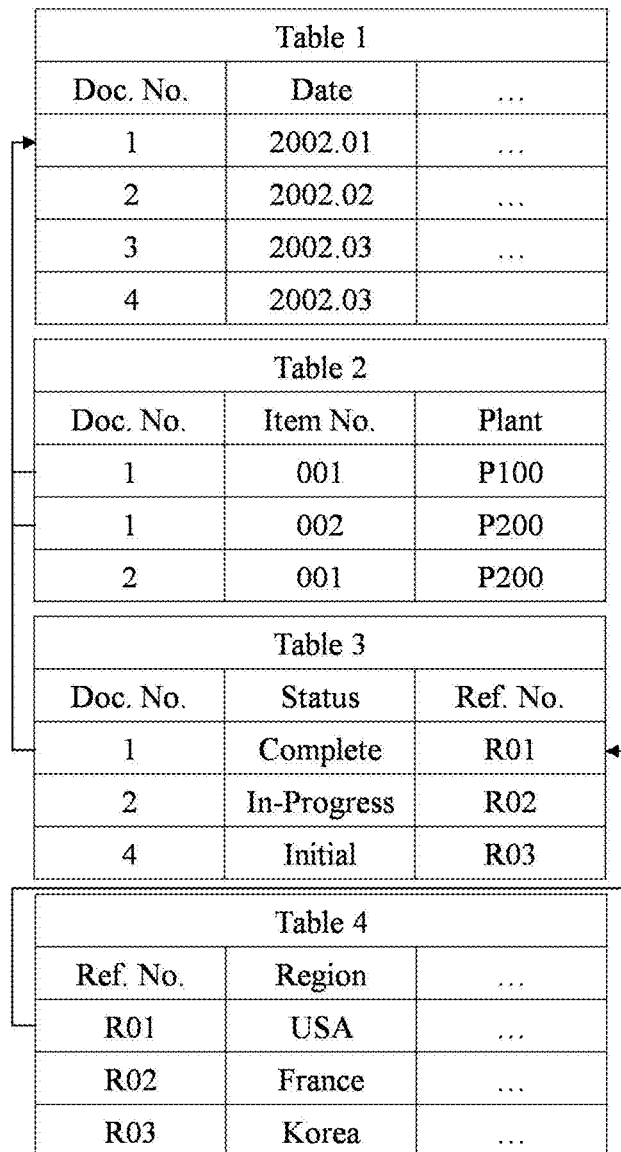 Table 1
Doc. No. Date ...
1 2002.01 ...
2 2002.02 ...
3 2002.03 ...
4 2002.03
Table 2
Doc. No. Item No. Plant
1 001 P100
1 002 P200
2 001 P200
Table 3
Doc. No. Status Ref. No.
1 Complete R01
2 In-Progress R02
4 Initial R03
Table 4
Ref. No. Region ...
R01 USA ...
R02 France ...
R03 Korea ...